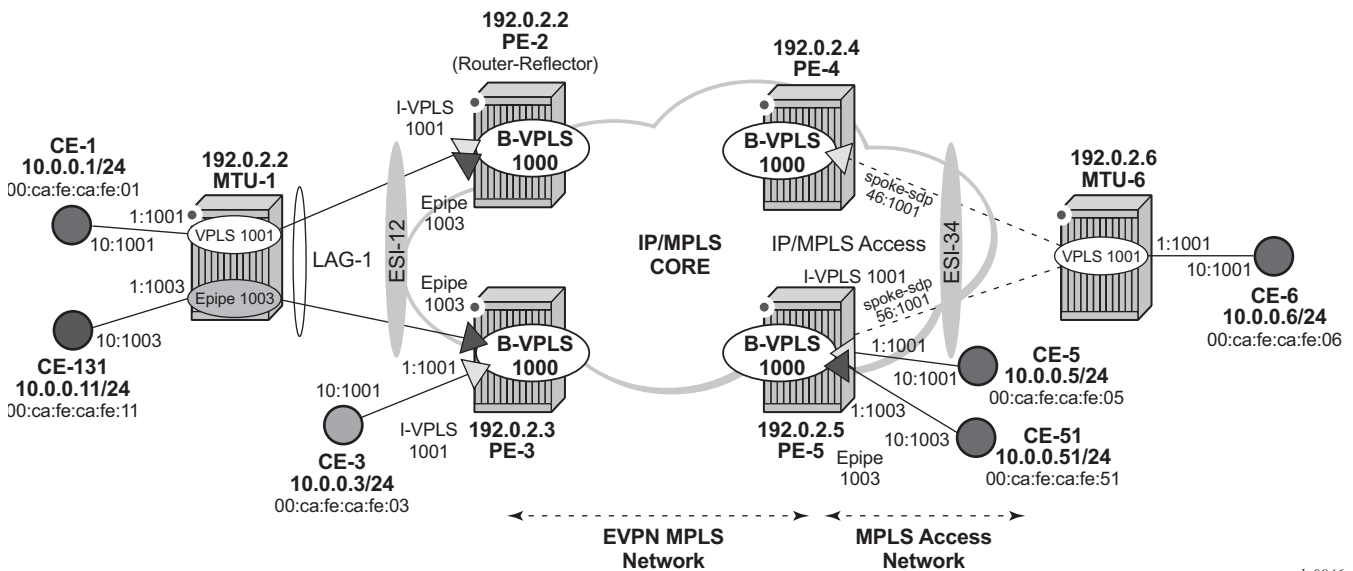 192.0.2.2
PE-2
(Router-Reflector)
I-VPLS
1001
B-VPLS
1000
Epipe
1003
192.0.2.4
PE-4
B-VPLS
1000
CE-1
10.0.0.1/24
00:ca:fe:ca:fe:01
192.0.2.2
MTU-1
1:1001
10:1001
VPLS 1001
1:1003
Epipe 1003
10:1003
CE-131
10.0.0.11/24
00:ca:fe:ca:fe:11
LAG-1
ESI-12
IP/MPLS
CORE
IP/MPLS Access
I-VPLS 1001
spoke-sdp
46:1001
spoke-sdp
56:1001
ESI-34
192.0.2.6
MTU-6
VPLS 1001
1:1001
10:1001
CE-6
10.0.0.6/24
00:ca:fe:ca:fe:06
Epipe
1003
B-VPLS
1000
1:1001
10:1001
I-VPLS
1001
192.0.2.3
PE-3
CE-3
10.0.0.3/24
00:ca:fe:ca:fe:03
B-VPLS
1000
1:1001
10:1001
CE-5
10.0.0.5/24
00:ca:fe:ca:fe:05
1:1003
10:1003
192.0.2.5
PE-5
Epipe
1003
CE-51
10.0.0.51/24
00:ca:fe:ca:fe:51
EVPN MPLS
Network
MPLS Access
Network